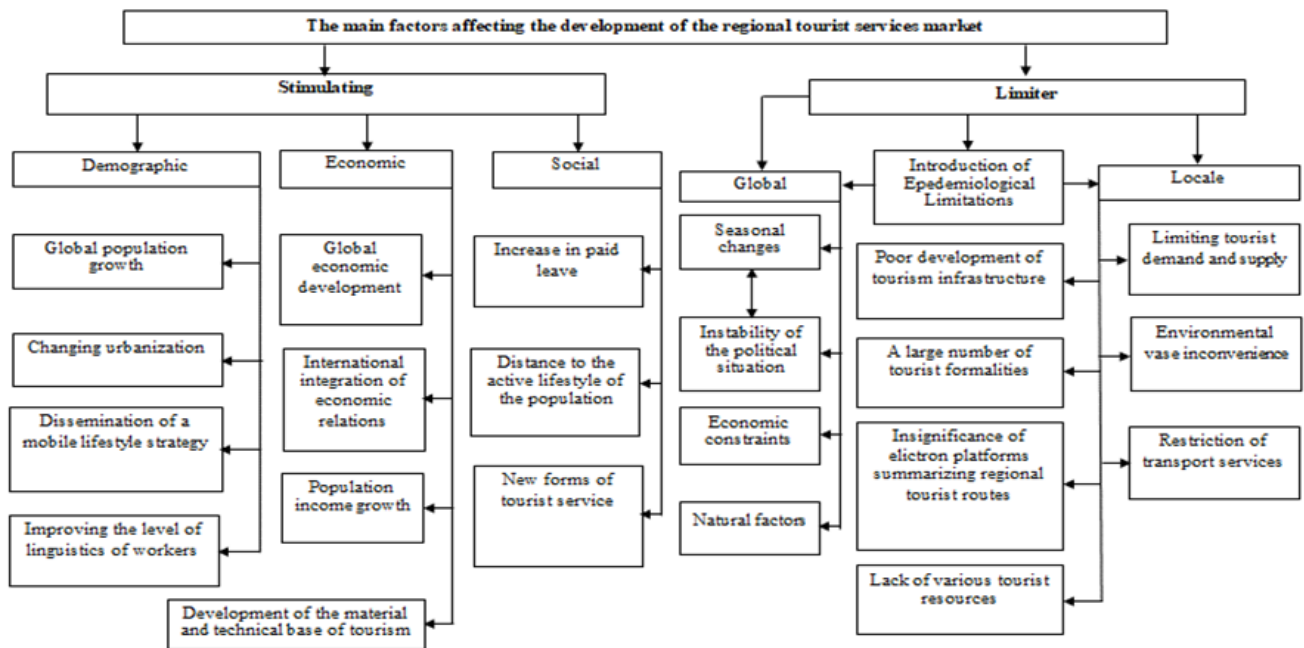 The main factors affecting the development of the regional tourist services market
Stimulating
Limiter
Demographic
Economic
Social
Global
Introduction of
Epedemiological
Limitations
Locale
Global population
growth
Changing urbanization
Dissemination of a
mobile lifestyle strategy
Improving the level of
linguistics of workers
Global
economic
development
International
integration of
economic
relations
Population
income growth
Development of the material
and technical base of tourism
Increase in paid
leave
Distance to the
active lifestyle of
the population
New forms of
tourist service
Seasonal
changes
Instability of
the political
situation
Economic
constraints
Natural factors
Poor development of
tourism infrastructure
A large number of
tourist formalities
Insignificance of
elictron platforms
summarizing regional
tourist routes
Lack of various tourist
resources
Limiting tourist
demand and supply
Environmental
vase inconvenience
Restriction of
transport services